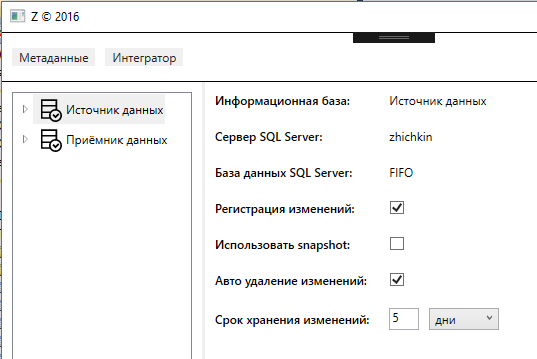 Z © 2016
Метаданные Интегратор
Источник данных
Приёмник данных
Информационная база: Источник данных
Сервер SQL Server: zhichkin
База данных SQL Server: FIFO
Регистрация изменений:
Использовать snapshot:
Авто удаление изменений:
Срок хранения изменений: 5 дни